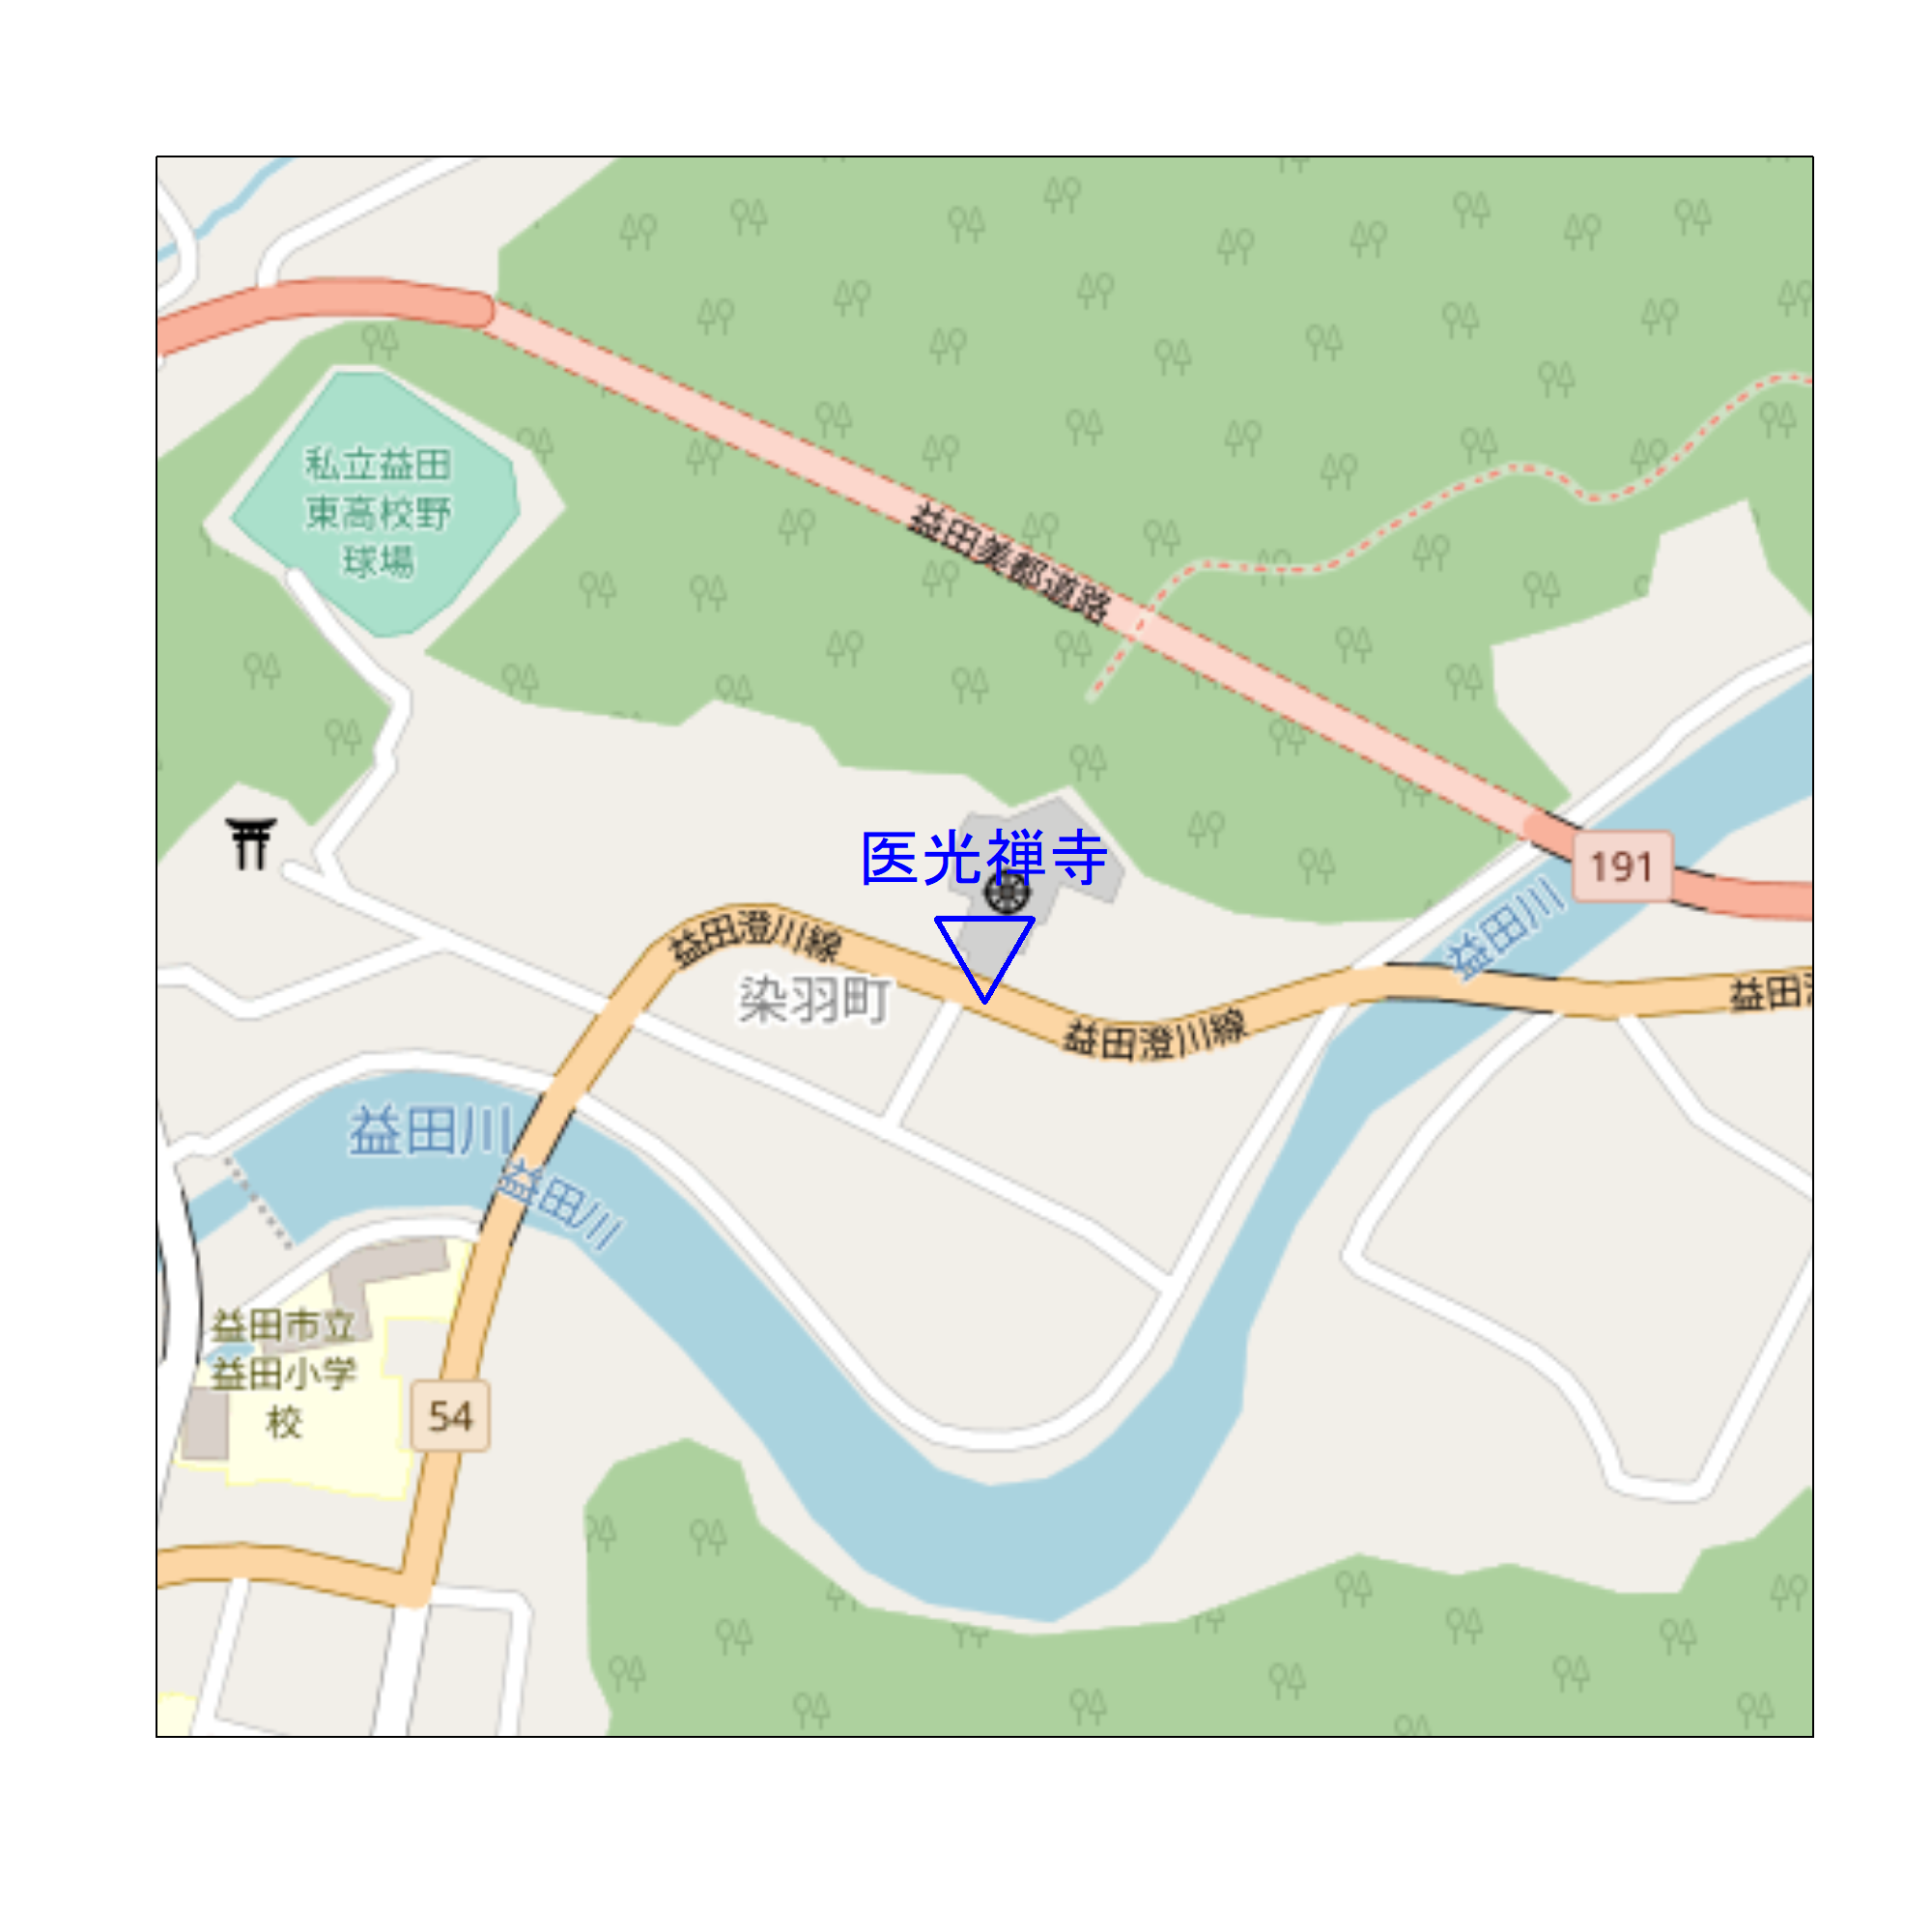 私立益田
東高校野
球場
益田美都道路
医光禅寺
191
益田川
益田澄川線
染羽町
益田澄川線
益田
益田川
益田川
益田市立
益田小学
校
54